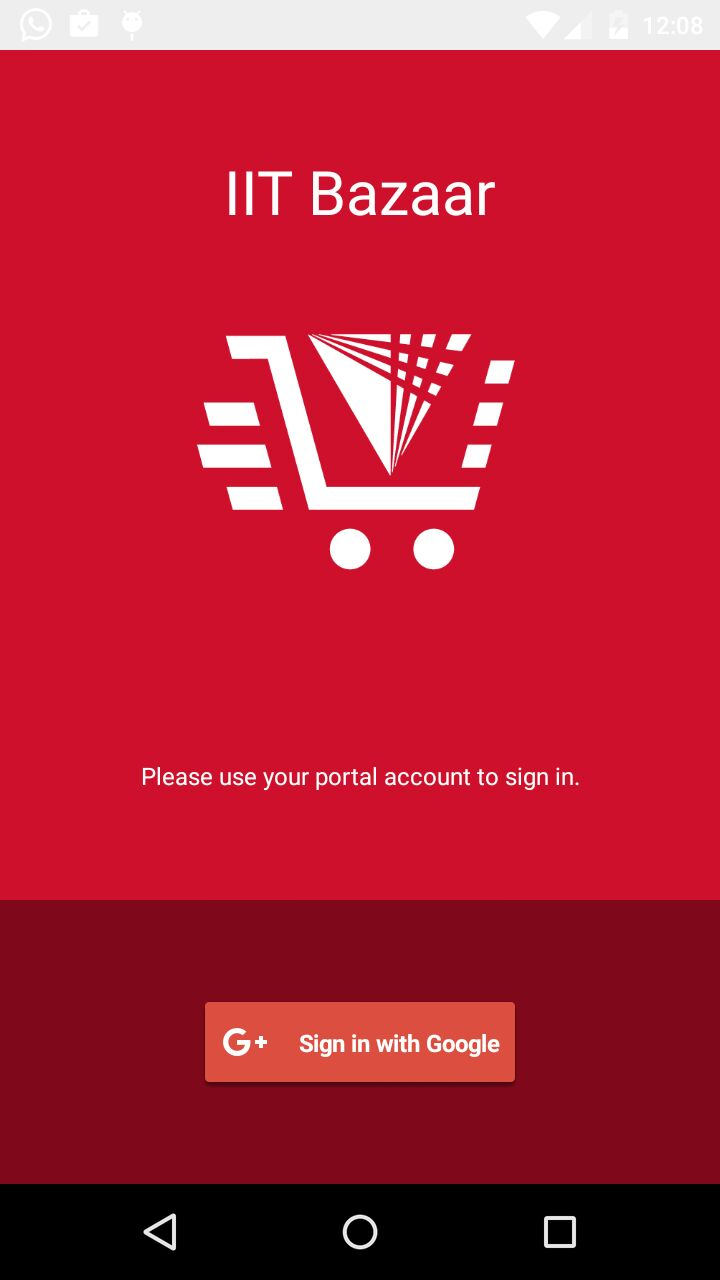 12:08
IIT Bazaar
Please use your portal account to sign in.
G+ Sign in with Google